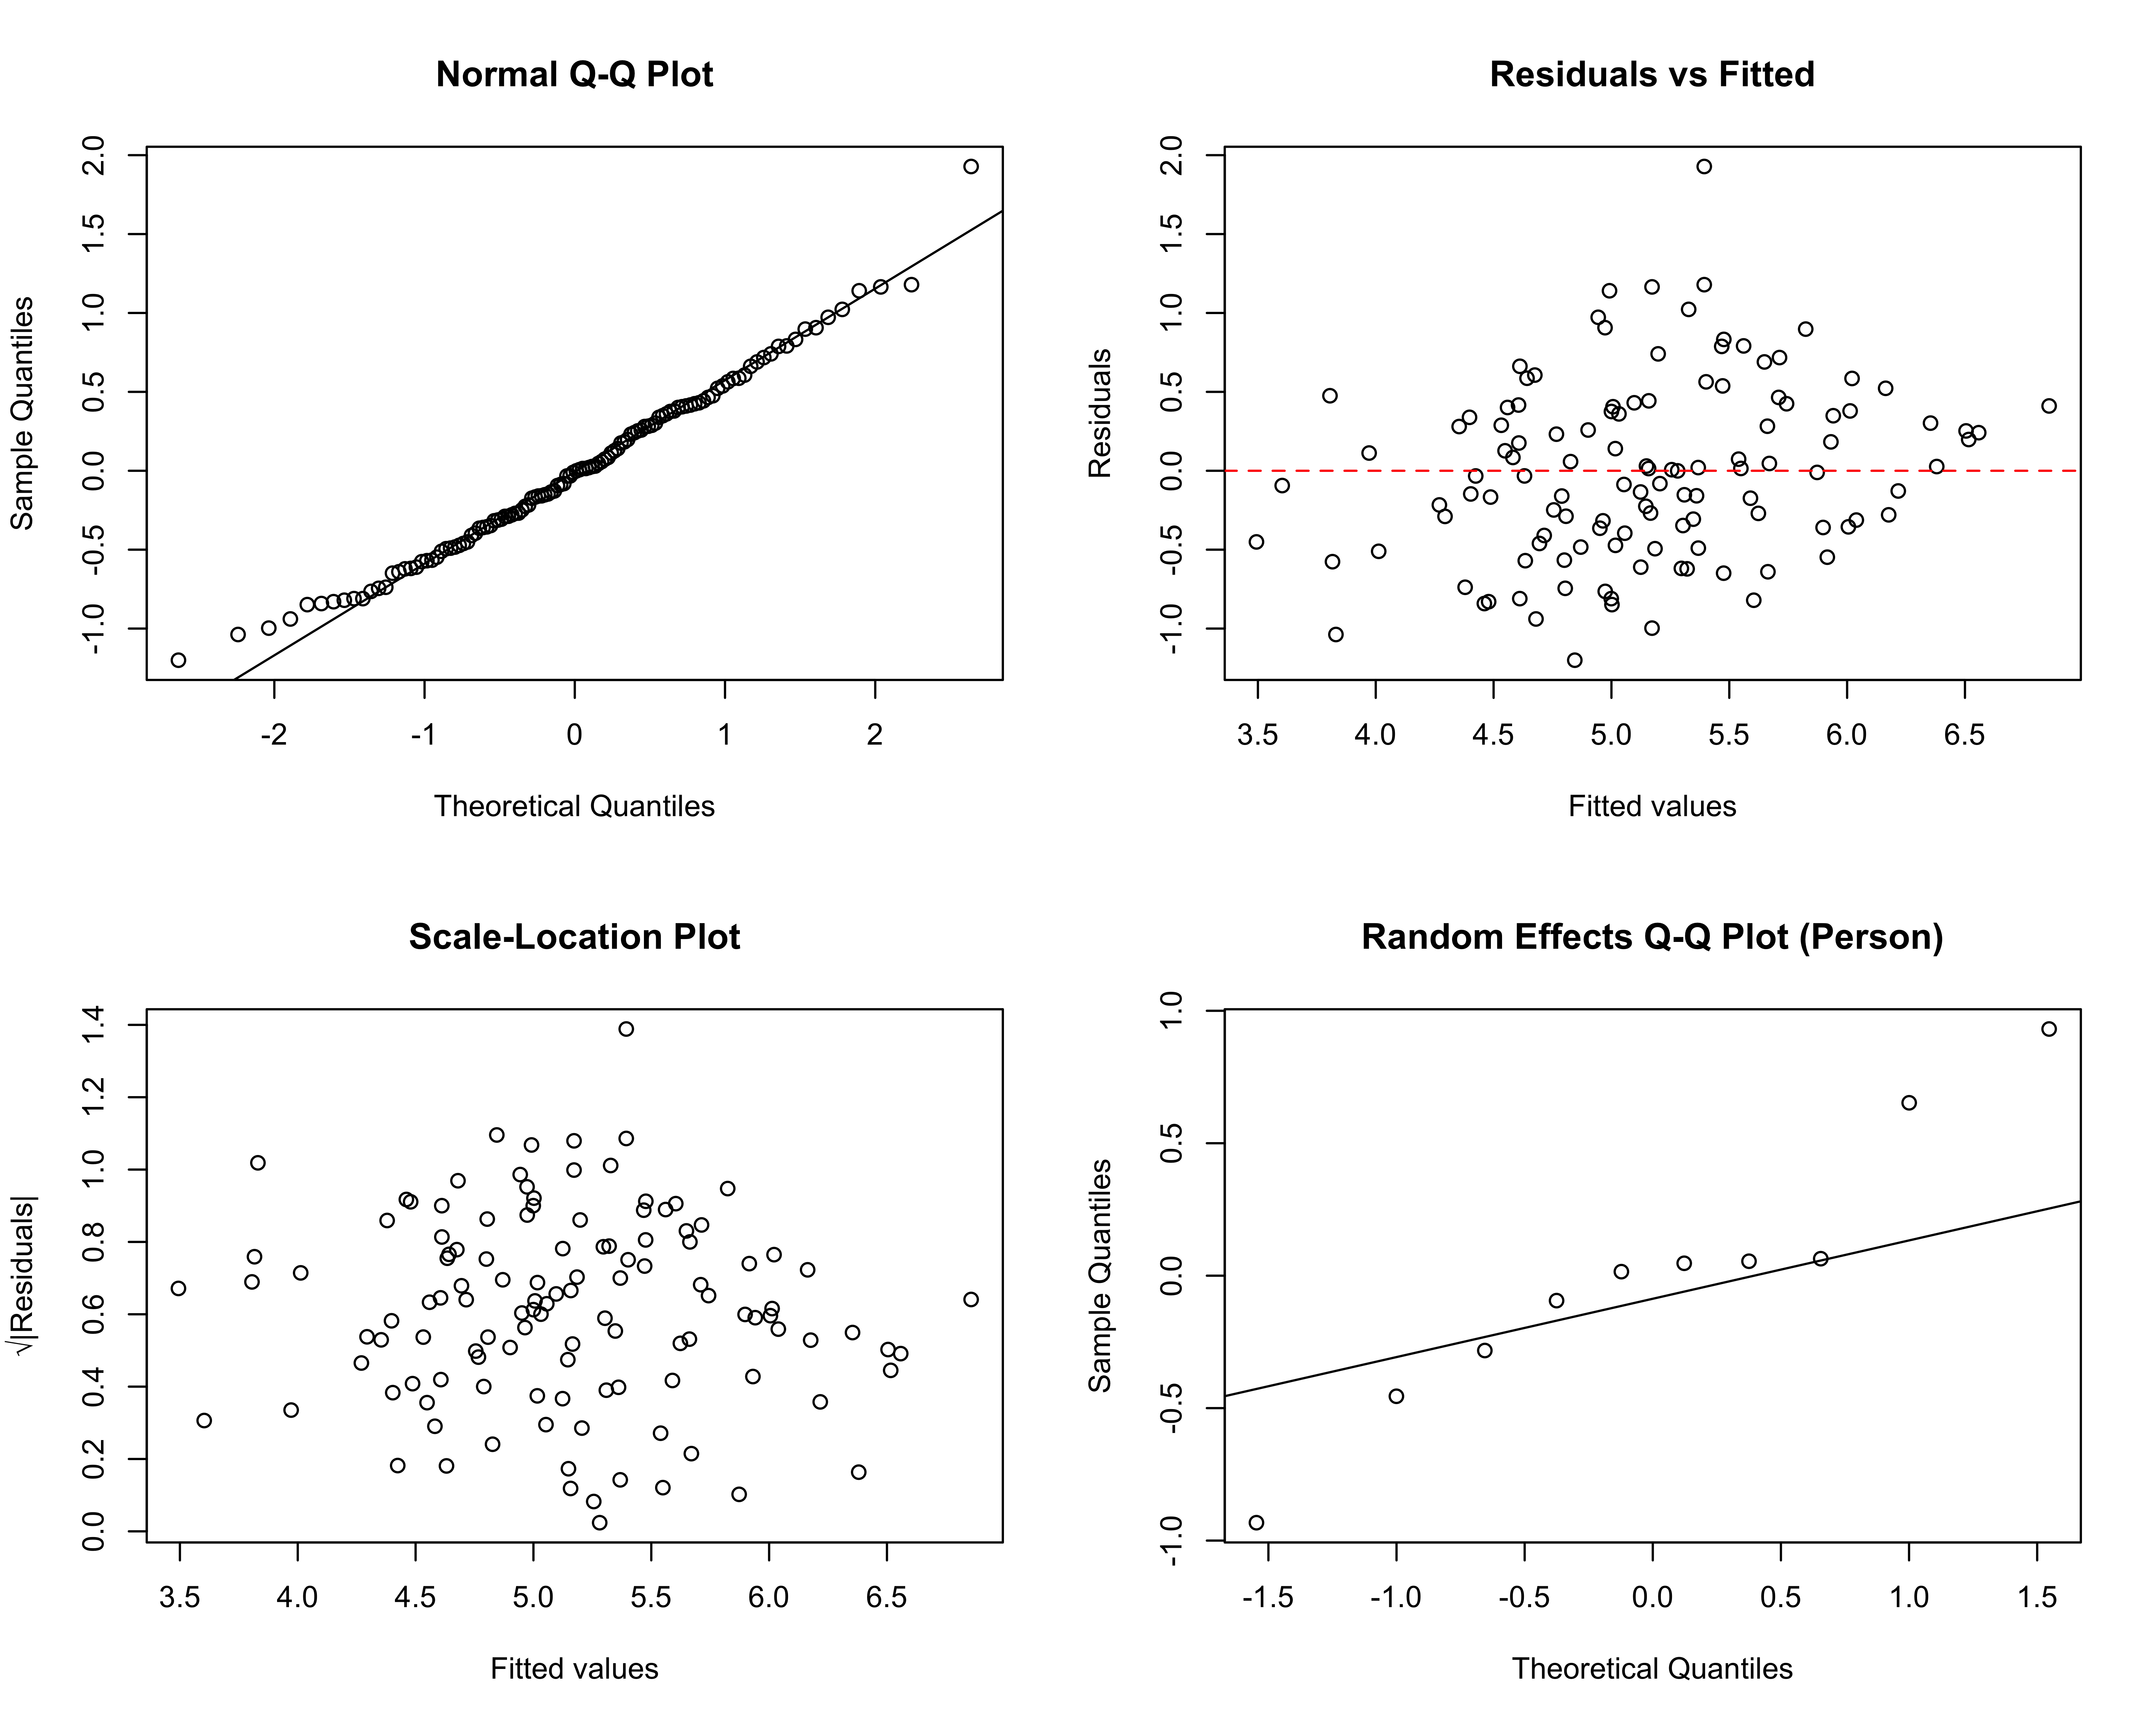 Normal Q-Q Plot
Sample Quantiles
2.0
1.5
1.0
0.5
0.0
-0.5
-1.0
-2 -1 0 1 2
Theoretical Quantiles
Residuals vs Fitted
Residuals
2.0
1.5
1.0
0.5
0.0
-0.5
-1.0
3.5 4.0 4.5 5.0 5.5 6.0 6.5
Fitted values
Scale-Location Plot
√|Residuals|
1.4
1.2
1.0
0.8
0.6
0.4
0.2
0.0
3.5 4.0 4.5 5.0 5.5 6.0 6.5
Fitted values
Random Effects Q-Q Plot (Person)
Sample Quantiles
1.0
0.5
0.0
-0.5
-1.0
-1.5 -1.0 -0.5 0.0 0.5 1.0 1.5
Theoretical Quantiles